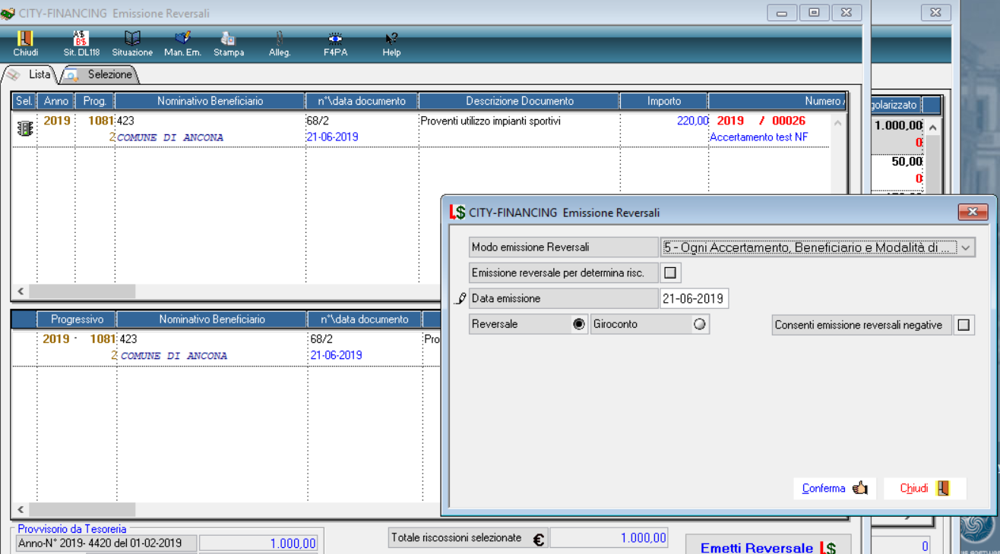 CITY-FINANCING Emissione Reversali
Chiudi Sit. DL118 Situazione Man. Em. Stampa Alleg. F4PA Help
Lista Selezione
Sel. Anno Prog. Nominativo Beneficiario n°\data documento Descrizione Documento Importo Numero
2019 1081 423 68/2 Proventi utilizzo impianti sportivi 220,00 2019 / 00026
2 COMUNE DI ANCONA 21-06-2019 Accertamento test NF
golarizzato
1.000,00
0
50,00
0
CITY-FINANCING Emissione Reversali
Modo emissione Reversali 5 - Ogni Accertamento, Beneficiario e Modalità di ...
Emissione reversale per determina risc.
Data emissione 21-06-2019
Reversale Giroconto Consenti emissione reversali negative
Conferma Chiudi
Progressivo Nominativo Beneficiario n°\data documento
2019 - 1081 423 68/2 Pro
2 COMUNE DI ANCONA 21-06-2019
Provvisorio da Tesoreria
Anno-N° 2019- 4420 del 01-02-2019 1.000,00
Totale riscossioni selezionate € 1.000,00
Emetti Reversale L$
0